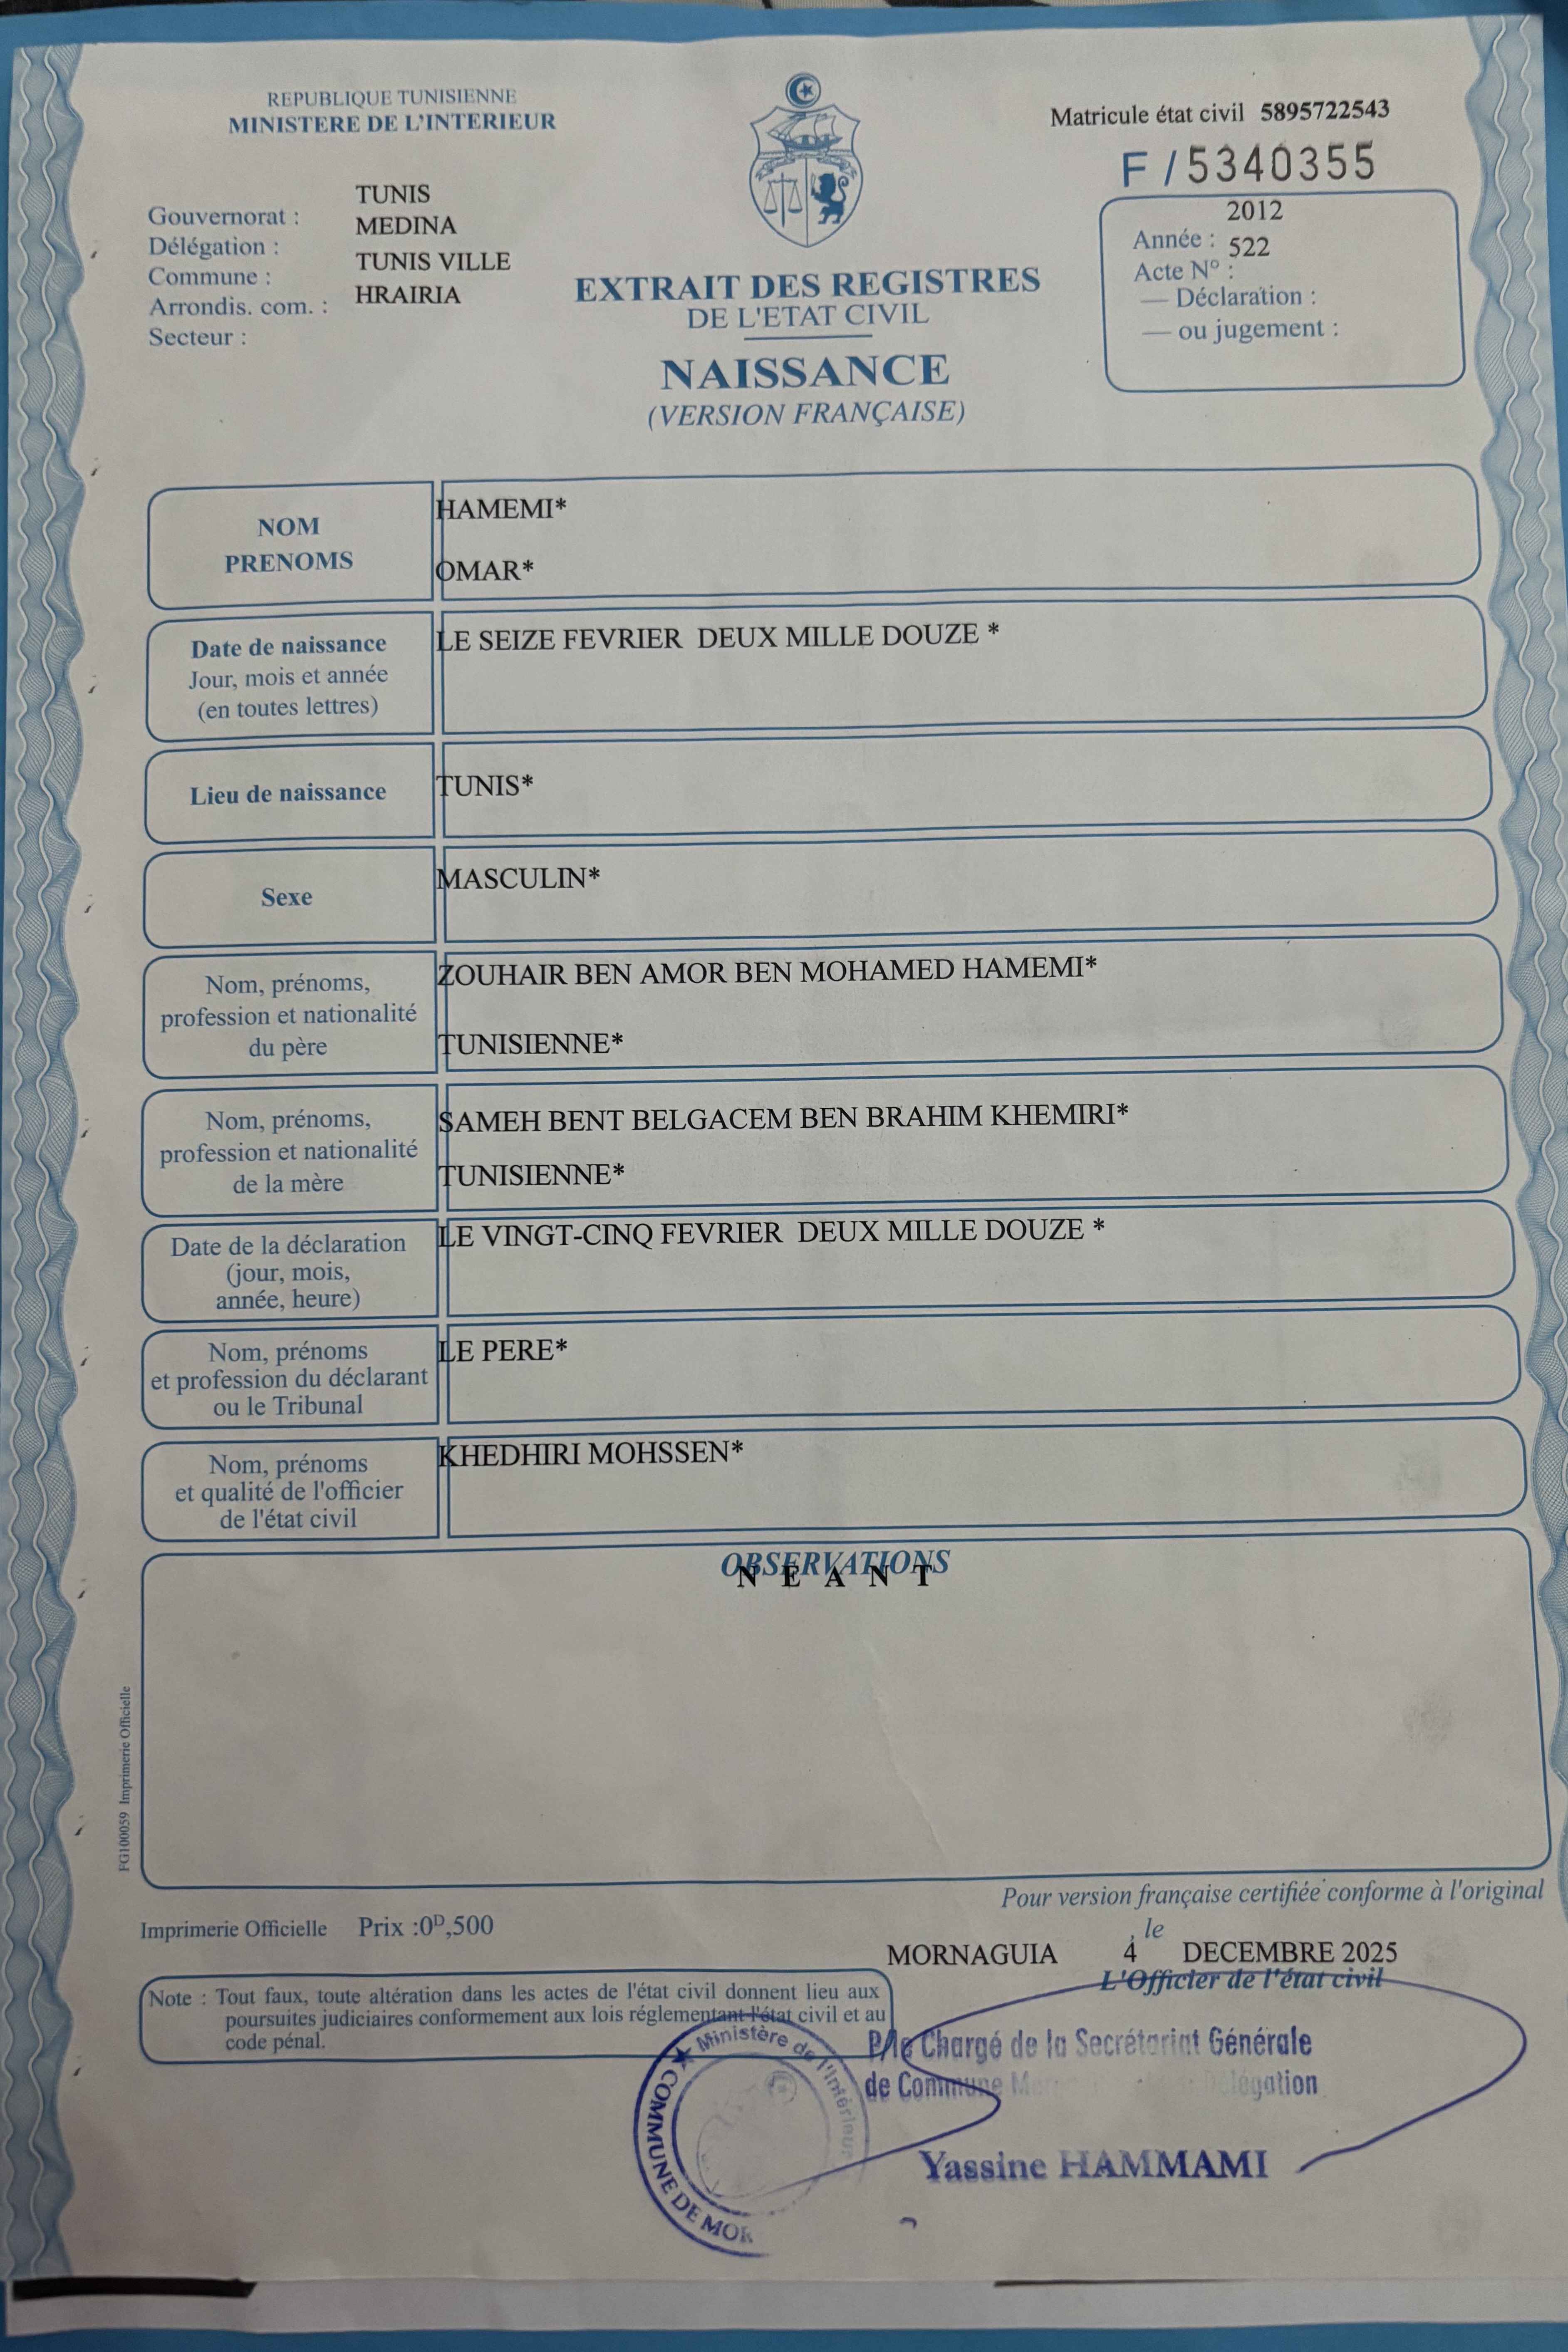 REPUBLIQUE TUNISIENNE
MINISTERE DE L'INTERIEUR
Matricule état civil 5895722543
F / 5340355
Gouvernorat : TUNIS
Délégation : MEDINA
Commune : TUNIS VILLE
Arrondis. com. : HRAIRIA
Secteur :
Année : 2012
Acte N° : 522
— Déclaration :
— ou jugement :
EXTRAIT DES REGISTRES
DE L'ETAT CIVIL
NAISSANCE
(VERSION FRANÇAISE)
NOM HAMEMI*
PRENOMS OMAR*
Date de naissance
Jour, mois et année
(en toutes lettres)
LE SEIZE FEVRIER DEUX MILLE DOUZE *
Lieu de naissance TUNIS*
Sexe MASCULIN*
Nom, prénoms,
profession et nationalité
du père
ZOUHAIR BEN AMOR BEN MOHAMED HAMEMI*
TUNISIENNE*
Nom, prénoms,
profession et nationalité
de la mère
SAMEH BENT BELGACEM BEN BRAHIM KHEMIRI*
TUNISIENNE*
Date de la déclaration
(jour, mois,
année, heure)
LE VINGT-CINQ FEVRIER DEUX MILLE DOUZE *
Nom, prénoms
et profession du déclarant
ou le Tribunal
LE PERE*
Nom, prénoms
et qualité de l'officier
de l'état civil
KHEDHIRI MOHSSEN*
OBSERVATIONS
N E A N T
FG100059 Imprimerie Officielle
Pour version française certifiée conforme à l'original
Imprimerie Officielle Prix :0ᴰ,500
, le
MORNAGUIA 4 DECEMBRE 2025
L'Officier de l'état civil
Note : Tout faux, toute altération dans les actes de l'état civil donnent lieu aux
poursuites judiciaires conformement aux lois réglementant l'état civil et au
code pénal.
P/le Chargé de la Secrétariat Générale
de Commune Délégation
Yassine HAMMAMI
★ Ministère de l'Intérieur
COMMUNE DE MOR